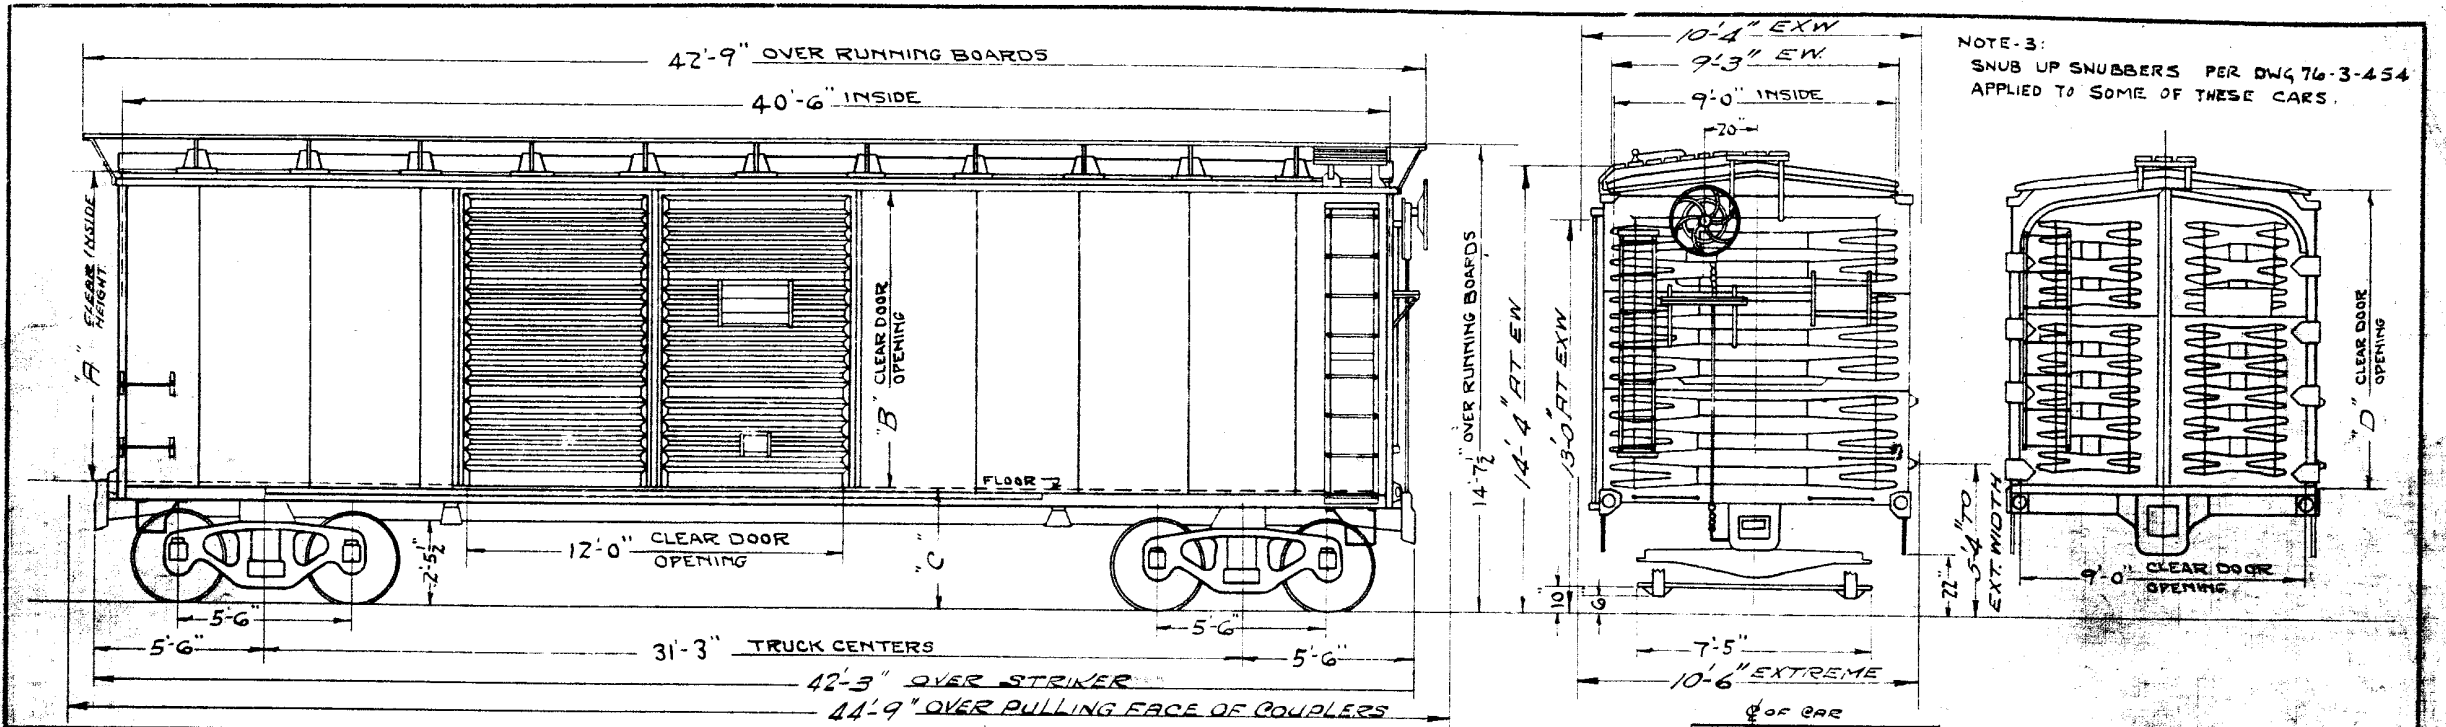 42'-9" OVER RUNNING BOARDS
40'-6" INSIDE
"A" CLEAR INSIDE
HEIGHT
"B" CLEAR DOOR
OPENING
FLOOR
12'-0" CLEAR DOOR
OPENING
2'-5½"
"C"
5'-6"
5'-6"
5'-6"
31'-3" TRUCK CENTERS
5'-6"
42'-3" OVER STRIKER
44'-9" OVER PULLING FACE OF COUPLERS
14'-7½" OVER RUNNING BOARDS
14'-4" AT EW
13'-0" AT EXW
10'-4" EXW
9'-3" EW.
9'-0" INSIDE
20"
10"
6"
22"
5'-4" TO
EXT. WIDTH
7'-5"
10'-6" EXTREME
℄ OF CAR
NOTE-3:
SNUB UP SNUBBERS PER DWG 76-3-454
APPLIED TO SOME OF THESE CARS.
"D" CLEAR DOOR
OPENING
9'-0" CLEAR DOOR
OPENING